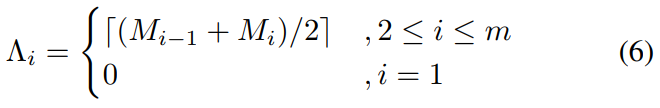 Λ_i = { ⌈(M_{i−1} + M_i)/2⌉ , 2 ≤ i ≤ m
0 , i = 1 (6)